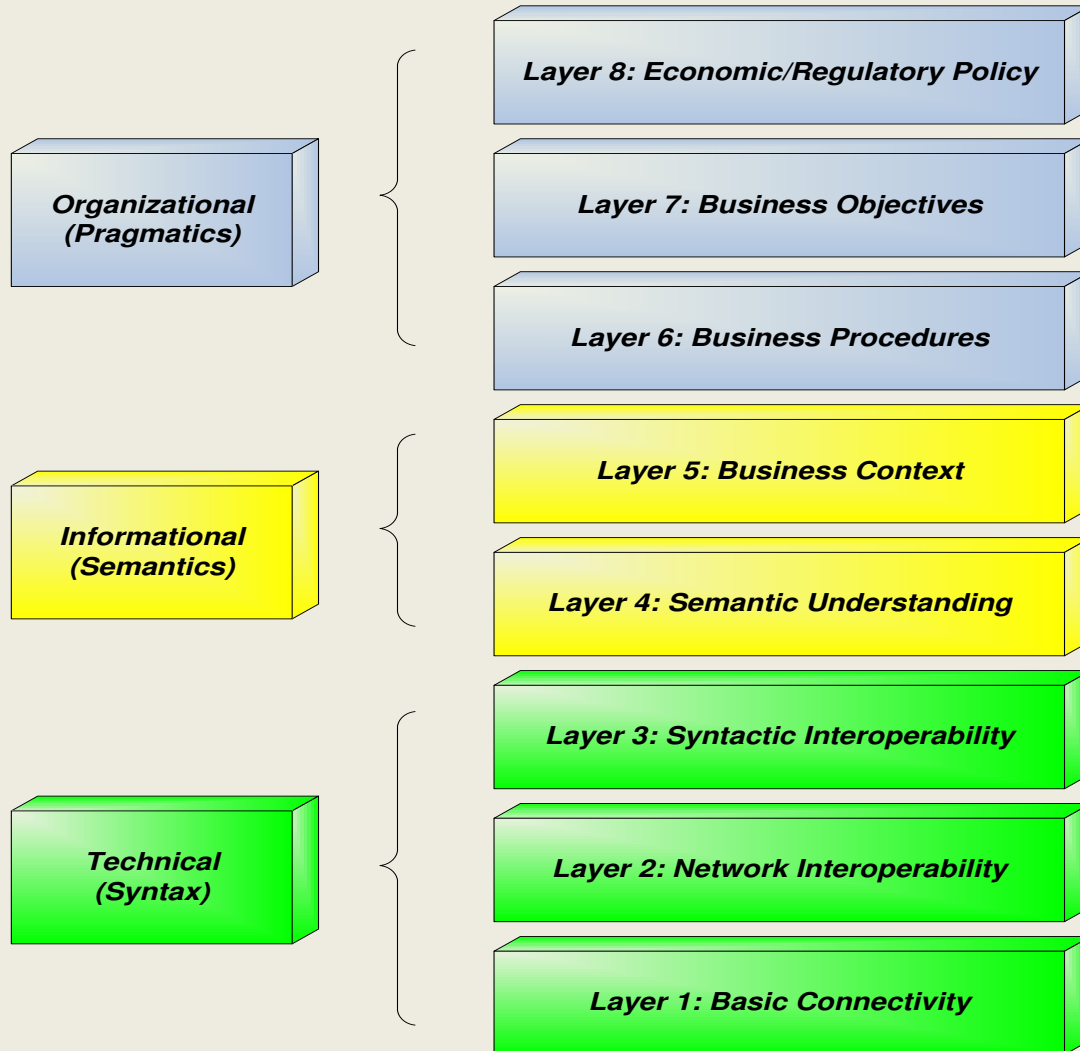 Layer 8: Economic/Regulatory Policy
Organizational
(Pragmatics)
Layer 7: Business Objectives
Layer 6: Business Procedures
Layer 5: Business Context
Informational
(Semantics)
Layer 4: Semantic Understanding
Layer 3: Syntactic Interoperability
Technical
(Syntax)
Layer 2: Network Interoperability
Layer 1: Basic Connectivity